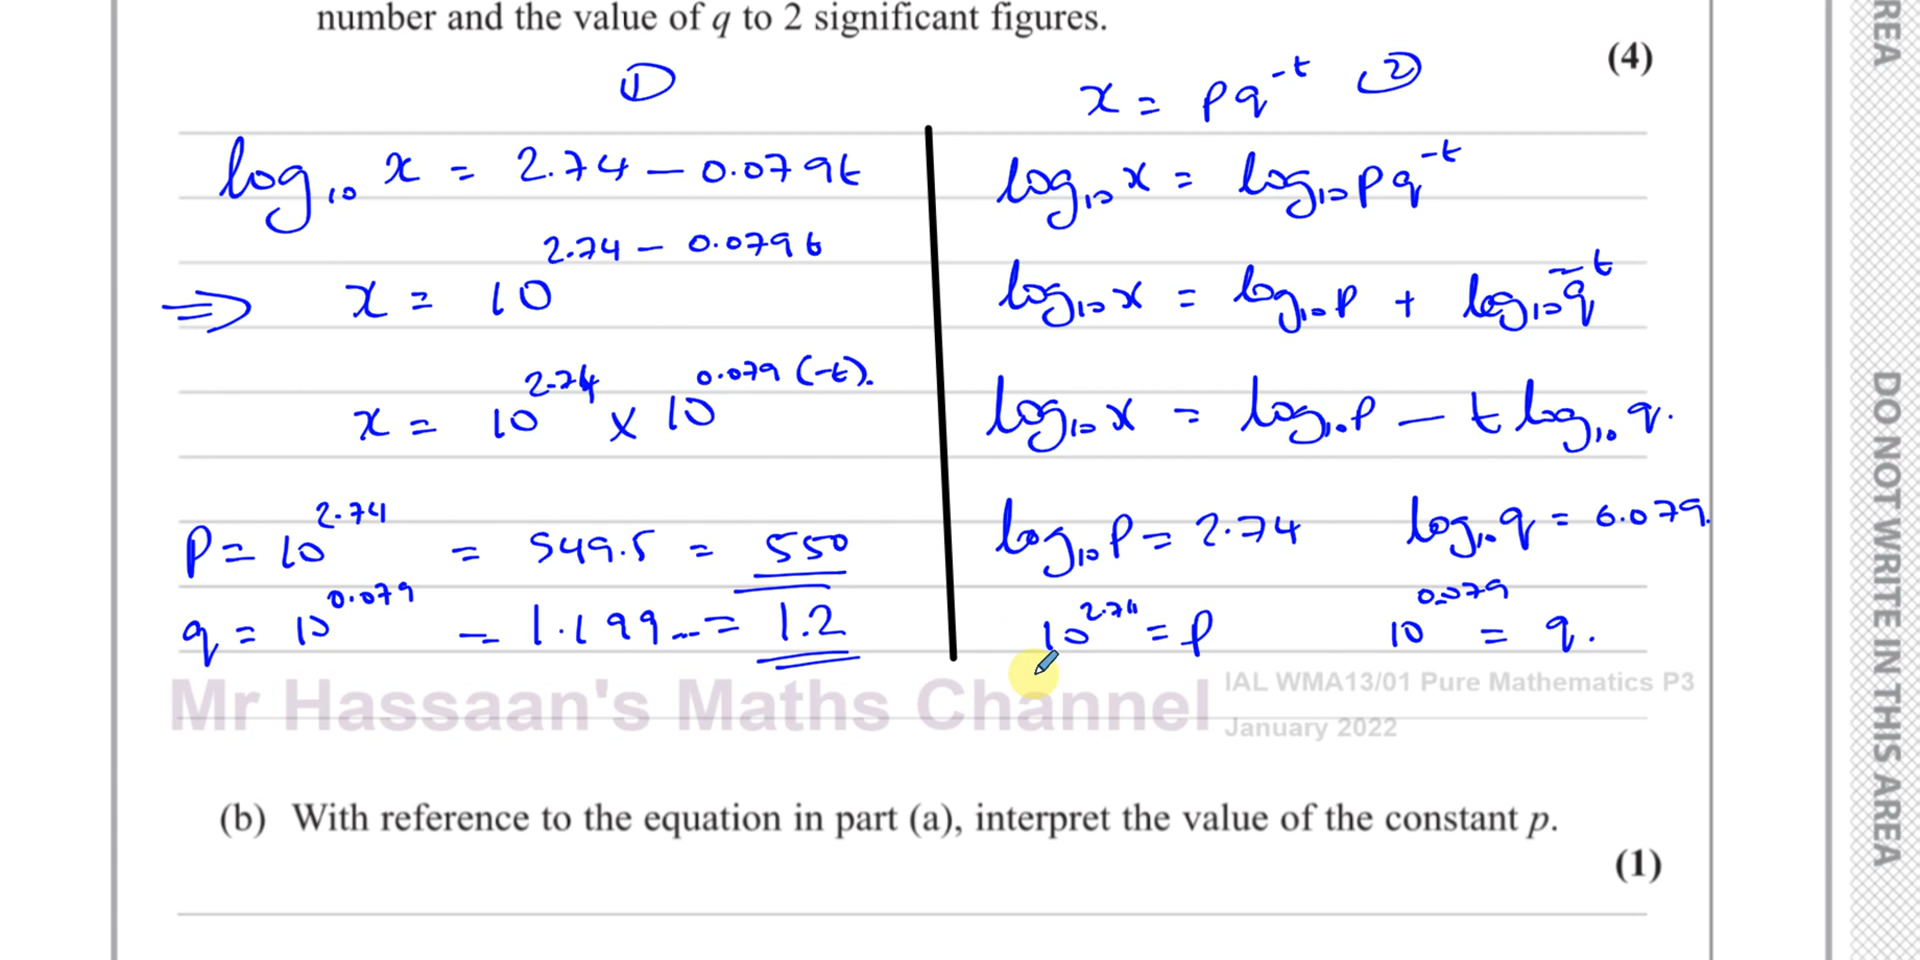 number and the value of q to 2 significant figures.
(4)
①
log₁₀ x = 2.74 - 0.079t
⇒ x = 10^(2.74 - 0.079t)
x = 10^2.74 × 10^(0.079 (-t)).
P = 10^2.74 = 549.5 = 550
q = 10^0.079 = 1.199... = 1.2
x = pq^-t ②
log₁₀ x = log₁₀ pq^-t
log₁₀ x = log₁₀ p + log₁₀ q^-t
log₁₀ x = log₁₀ p - t log₁₀ q.
log₁₀ p = 2.74 log₁₀ q = 0.079.
10^2.74 = p 10^0.079 = q.
Mr Hassaan's Maths Channel
IAL WMA13/01 Pure Mathematics P3
January 2022
(b) With reference to the equation in part (a), interpret the value of the constant p.
(1)
REA
DO NOT WRITE IN THIS AREA